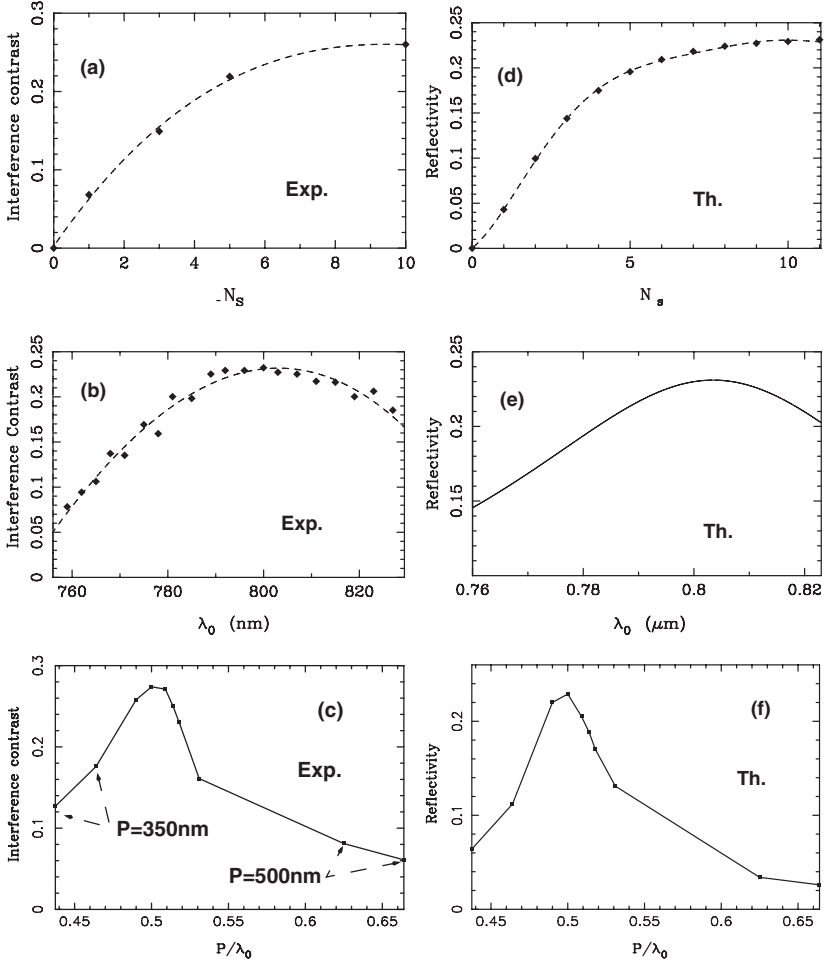 Interference contrast
0
0.1
0.2
0.3
(a)
Exp.
0 2 4 6 8 10
N_S
Reflectivity
0
0.05
0.1
0.15
0.2
0.25
(d)
Th.
0 5 10
N_s
Interference Contrast
0
0.05
0.1
0.15
0.2
0.25
(b)
Exp.
760 780 800 820
λ₀ (nm)
Reflectivity
0.15
0.2
0.25
(e)
Th.
0.76 0.78 0.8 0.82
λ₀ (μm)
Interference contrast
0
0.1
0.2
0.3
(c)
Exp.
P=350nm
P=500nm
0.45 0.5 0.55 0.6 0.65
P/λ₀
Reflectivity
0
0.1
0.2
(f)
Th.
0.45 0.5 0.55 0.6 0.65
P/λ₀